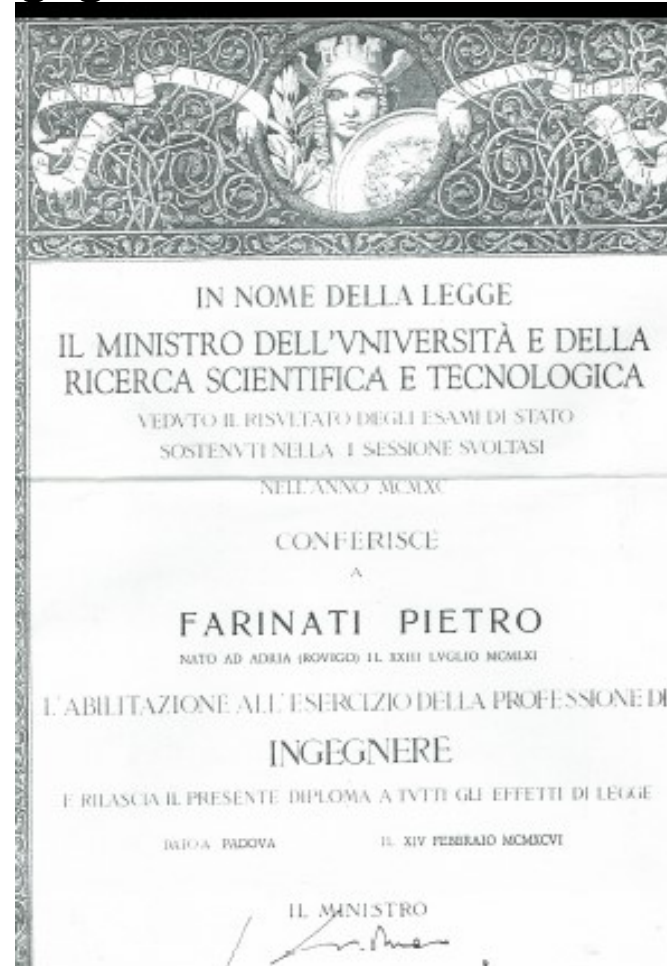 IN NOME DELLA LEGGE
IL MINISTRO DELL'VNIVERSITÀ E DELLA
RICERCA SCIENTIFICA E TECNOLOGICA
VEDVTO IL RISVLTATO DEGLI ESAMI DI STATO
SOSTENVTI NELLA I SESSIONE SVOLTASI
NELL'ANNO MCMXC
CONFERISCE
A
FARINATI PIETRO
NATO AD ADRIA (ROVIGO) IL XXIII LVGLIO MCMLXI
L'ABILITAZIONE ALL'ESERCIZIO DELLA PROFESSIONE DI
INGEGNERE
E RILASCIA IL PRESENTE DIPLOMA A TVTTI GLI EFFETTI DI LEGGE
DATO A PADOVA IL XIV FEBBRAIO MCMXCVI
IL MINISTRO